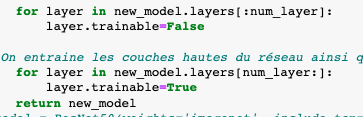 for layer in new_model.layers[:num_layer]:
layer.trainable=False
On entraine les couches hautes du réseau ainsi q
for layer in new_model.layers[num_layer:]:
layer.trainable=True
return new_model